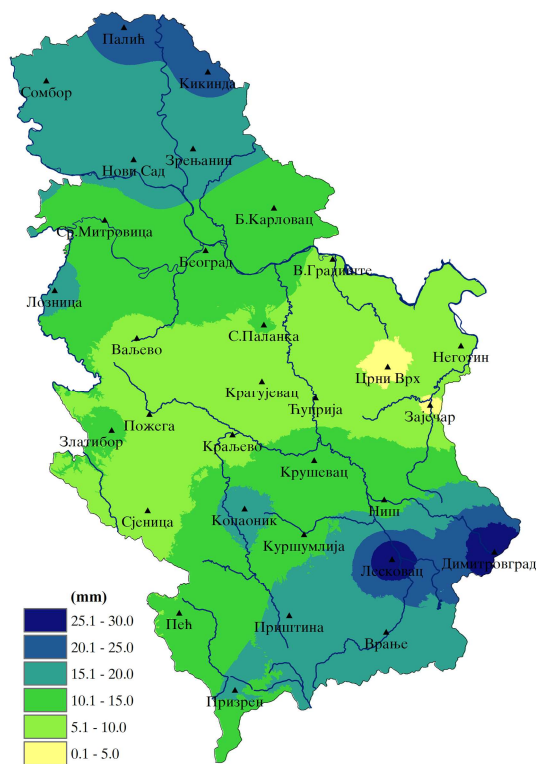 Палић
Кикинда
Сомбор
Зрењанин
Нови Сад
Б.Карловац
Ср.Митровица
Београд
В.Градиште
Лозница
С.Паланка
Ваљево
Неготин
Црни Врх
Крагујевац
Ћуприја
Зајечар
Пожега
Златибор
Краљево
Крушевац
Ниш
Сјеница
Копаоник
Куршумлија
Лесковац
Димитровград
Пећ
Приштина
Врање
Призрен
(mm)
25.1 - 30.0
20.1 - 25.0
15.1 - 20.0
10.1 - 15.0
5.1 - 10.0
0.1 - 5.0